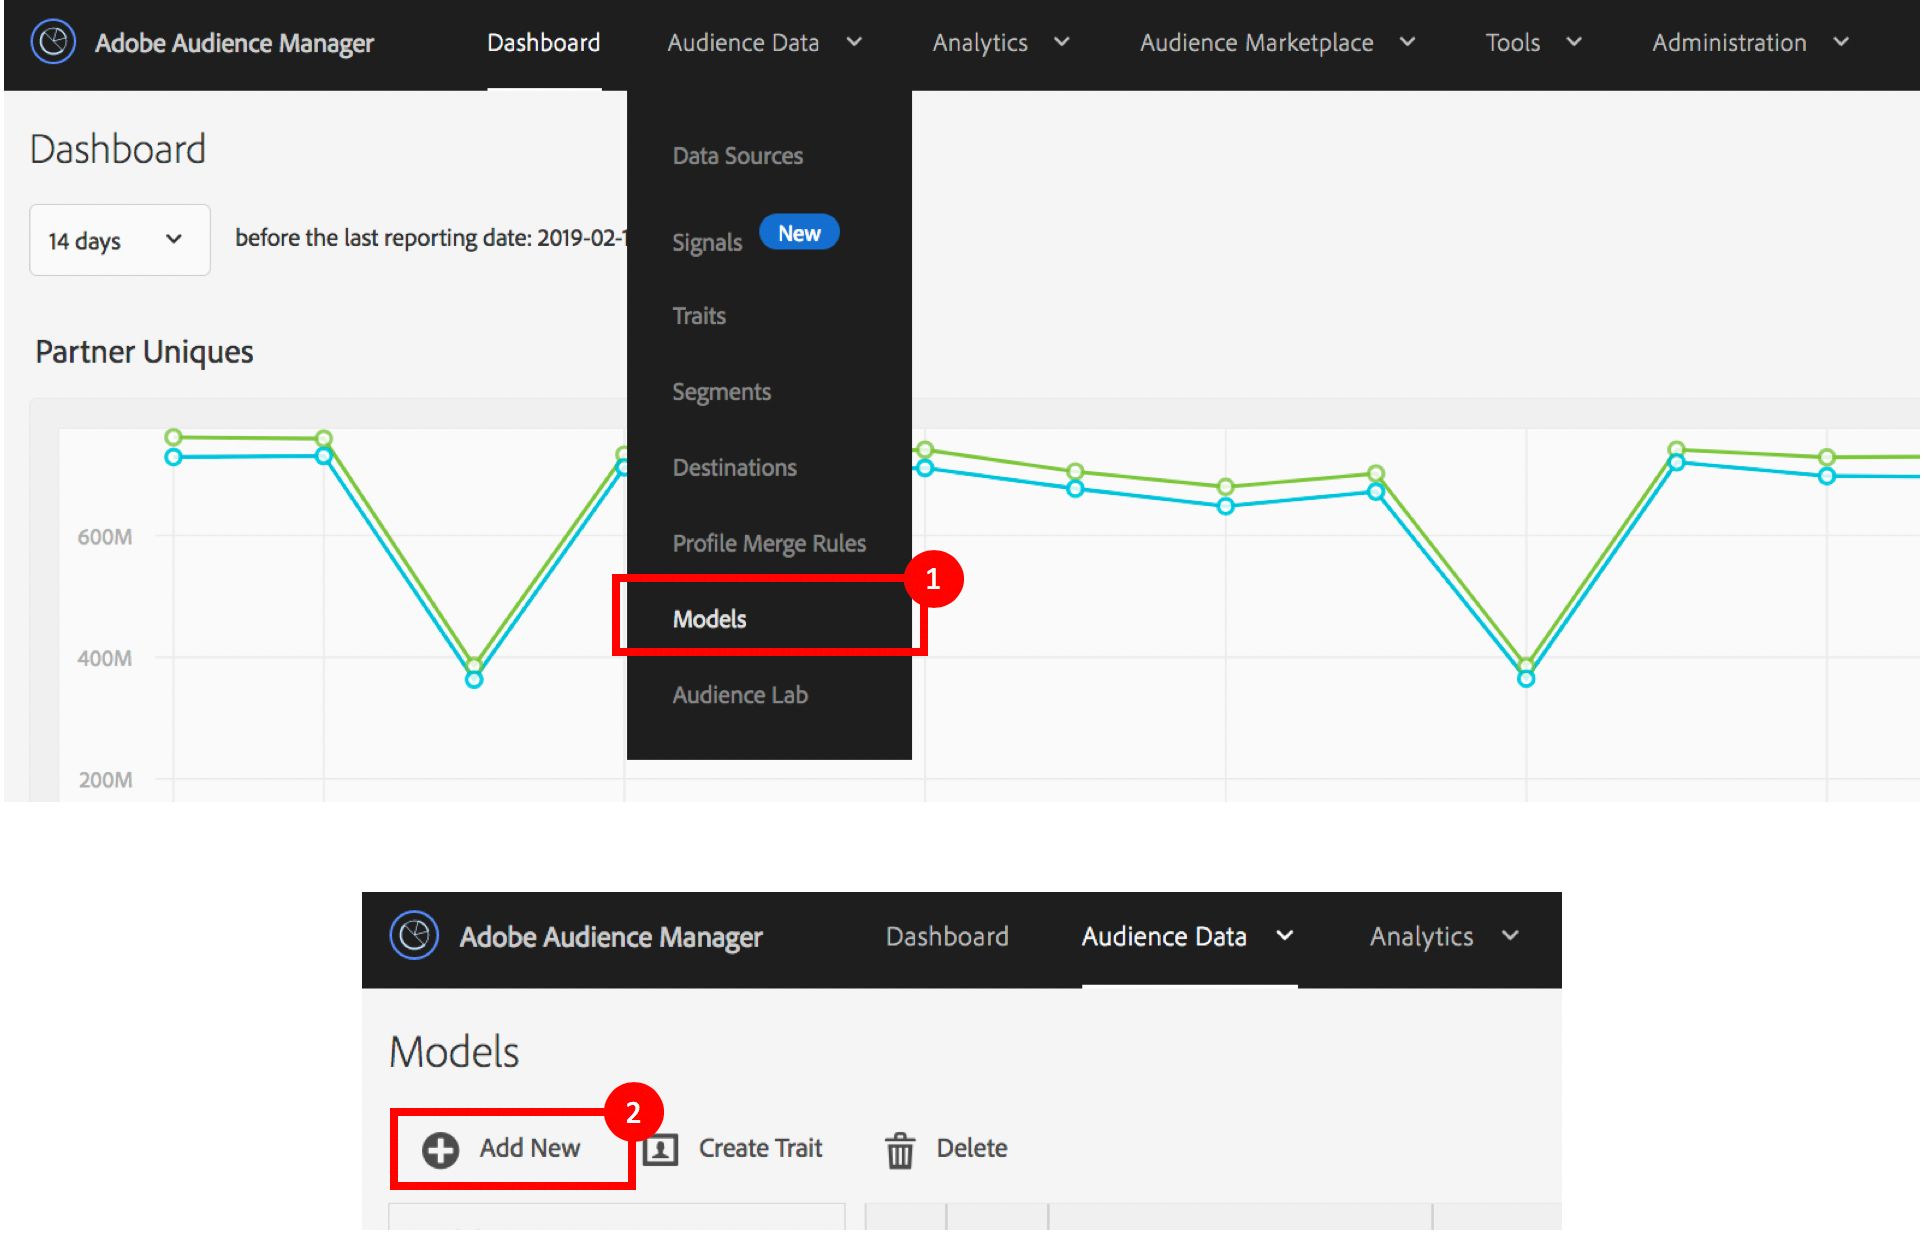 Adobe Audience Manager Dashboard Audience Data Analytics Audience Marketplace Tools Administration
Dashboard
14 days before the last reporting date: 2019-02-
Partner Uniques
600M
400M
200M
Data Sources
Signals New
Traits
Segments
Destinations
Profile Merge Rules
1
Models
Audience Lab
Adobe Audience Manager Dashboard Audience Data Analytics
Models
2
Add New Create Trait Delete